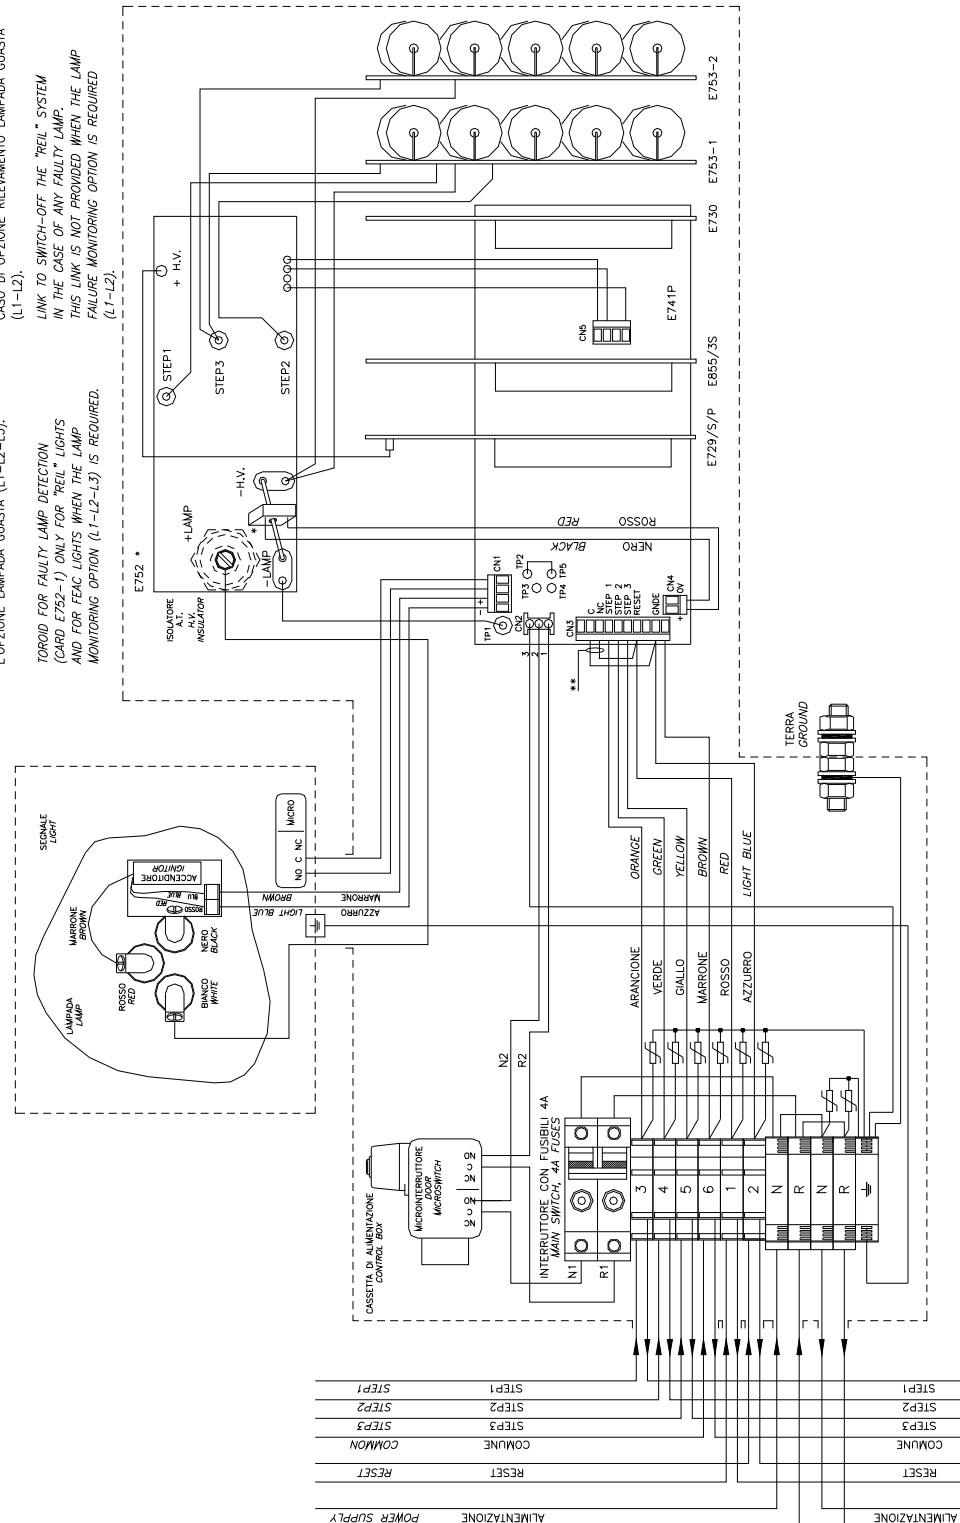 CASO DI OPZIONE RILEVAMENTO LAMPADA GUASTA
(L1-L2).
LINK TO SWITCH-OFF THE "REIL" SYSTEM
IN THE CASE OF ANY FAULTY LAMP.
THIS LINK IS NOT PROVIDED WHEN THE LAMP
FAILURE MONITORING OPTION IS REQUIRED
(L1-L2).
L'OPZIONE LAMPADA GUASTA (L1-L2-L3).
TOROID FOR FAULTY LAMP DETECTION
(CARD E752-1) ONLY FOR "REIL" LIGHTS
AND FOR FEAC LIGHTS WHEN THE LAMP
MONITORING OPTION (L1-L2-L3) IS REQUIRED.
E753-2
E753-1
E730
E741P
E855/3S
E729/S/P
CN5
+ H.V.
STEP1
STEP3
STEP2
-H.V.
+LAMP
-LAMP
*
E752 *
ISOLATORE
A.T.
H.V.
INSULATOR
ROSSO
RED
NERO
BLACK
CN1
- +
TP1
TP2
TP3
TP4
TP5
CN2
3
2
1
CN3
C
NC
STEP 1
STEP 2
STEP 3
RESET
GNDE
CN4
0V
+
**
TERRA
GROUND
SEGNALE
LIGHT
MICRO
NO C NC
ACCENDITORE
IGNITOR
BLU
BLUE
ROSSO
RED
MARRONE
BROWN
NERO
BLACK
ROSSO
RED
BIANCO
WHITE
LAMPADA
LAMP
MARRONE
BROWN
AZZURRO
LIGHT BLUE
ORANGE
GREEN
YELLOW
BROWN
RED
LIGHT BLUE
ARANCIONE
VERDE
GIALLO
MARRONE
ROSSO
AZZURRO
N2
R2
CASSETTA DI ALIMENTAZIONE
CONTROL BOX
MICROINTERRUTTORE
DOOR
MICROSWITCH
NC C NO
NC C NO
INTERRUTTORE CON FUSIBILI 4A
MAIN SWITCH, 4A FUSES
N1
R1
3
4
5
6
1
2
N
R
N
R
STEP1
STEP1
STEP1
STEP2
STEP2
STEP2
STEP3
STEP3
STEP3
COMMON
COMUNE
COMUNE
RESET
RESET
RESET
POWER SUPPLY
ALIMENTAZIONE
ALIMENTAZIONE